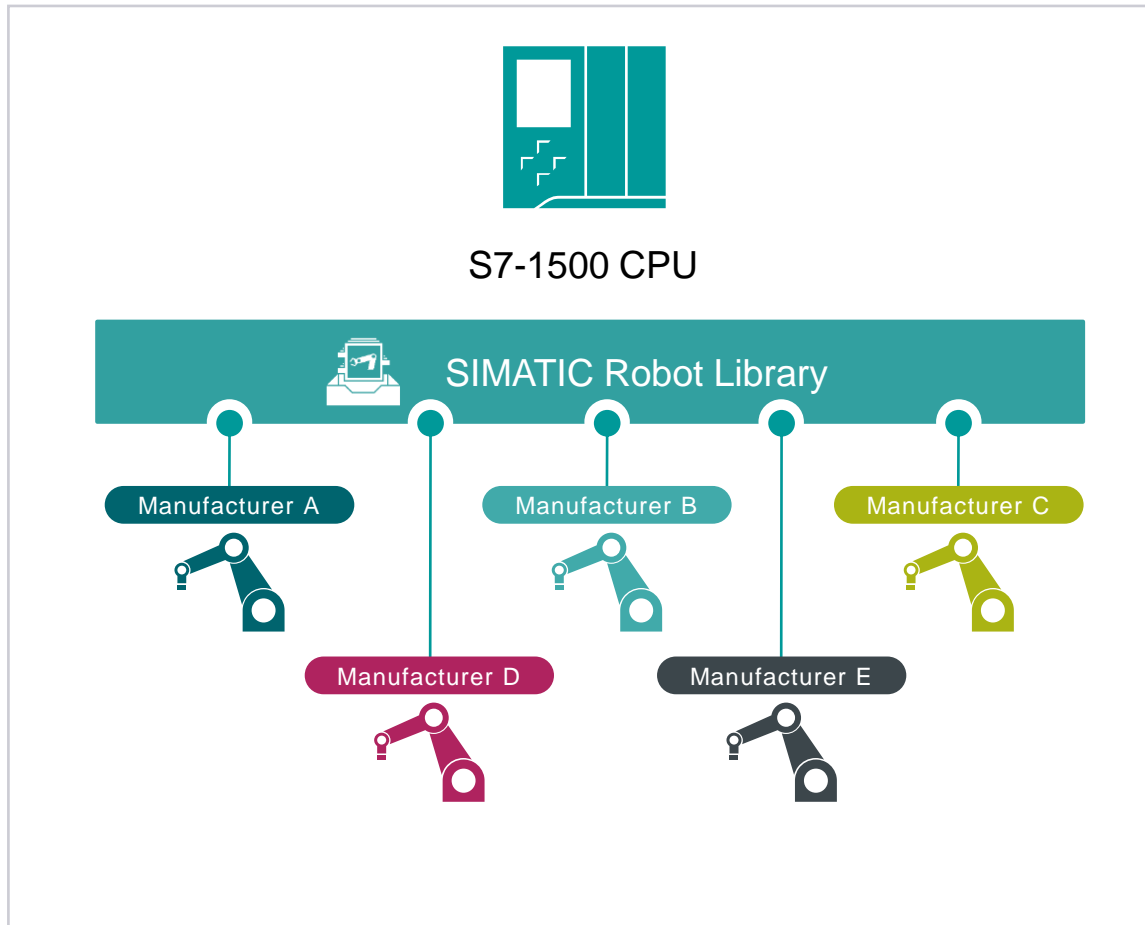 S7-1500 CPU
SIMATIC Robot Library
Manufacturer A
Manufacturer B
Manufacturer C
Manufacturer D
Manufacturer E